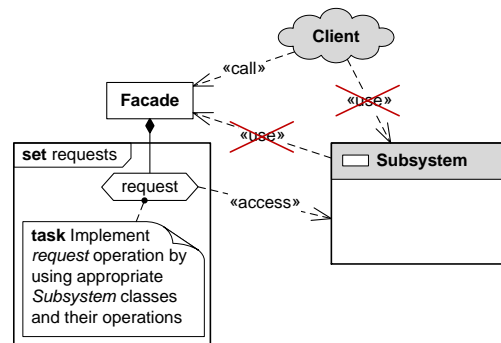 Client
«call»
Facade
«use»
«use»
set requests
Subsystem
request
«access»
task Implement
request operation by
using appropriate
Subsystem classes
and their operations